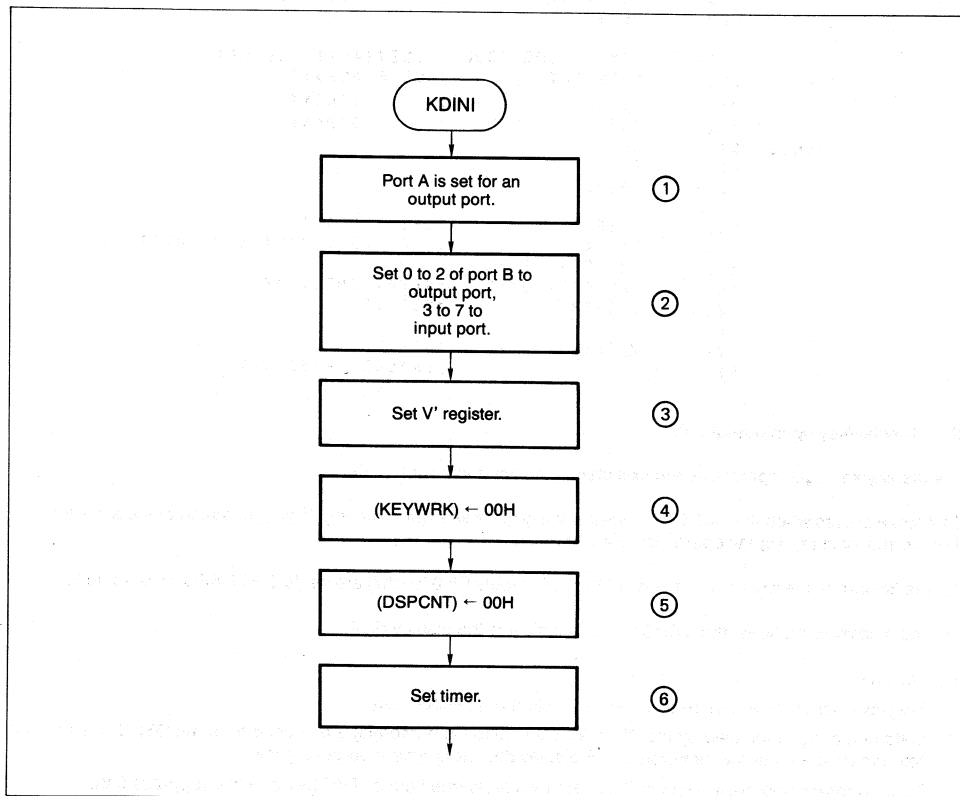 KDINI
Port A is set for an
output port.
①
Set 0 to 2 of port B to
output port,
3 to 7 to
input port.
②
Set V' register.
③
(KEYWRK) ← 00H
④
(DSPCNT) ← 00H
⑤
Set timer.
⑥